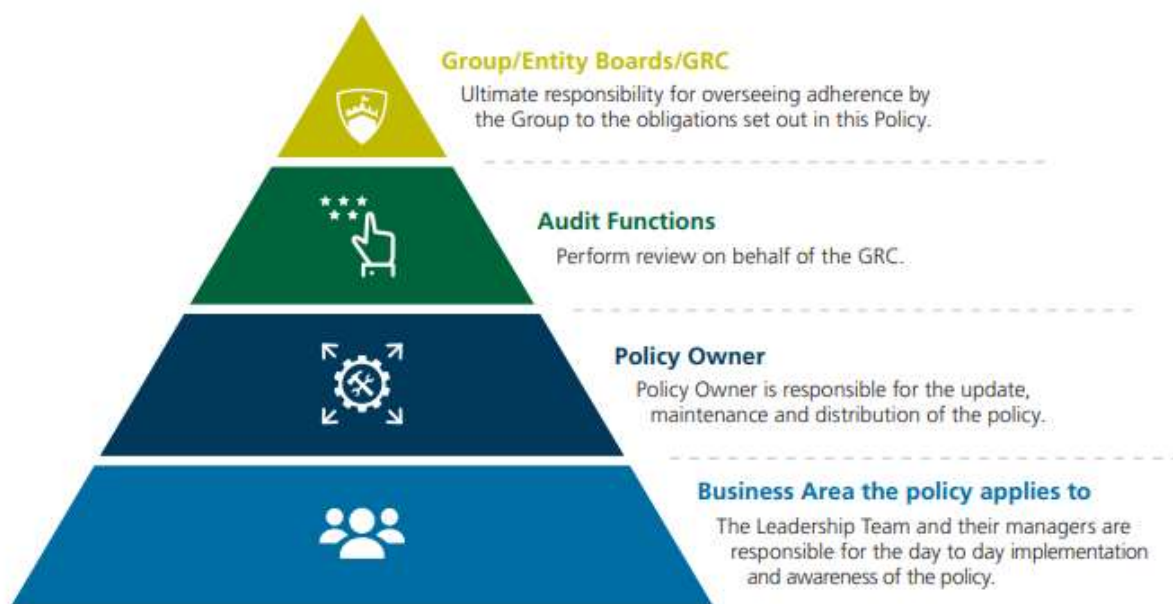 Group/Entity Boards/GRC
Ultimate responsibility for overseeing adherence by
the Group to the obligations set out in this Policy.
Audit Functions
Perform review on behalf of the GRC.
Policy Owner
Policy Owner is responsible for the update,
maintenance and distribution of the policy.
Business Area the policy applies to
The Leadership Team and their managers are
responsible for the day to day implementation
and awareness of the policy.